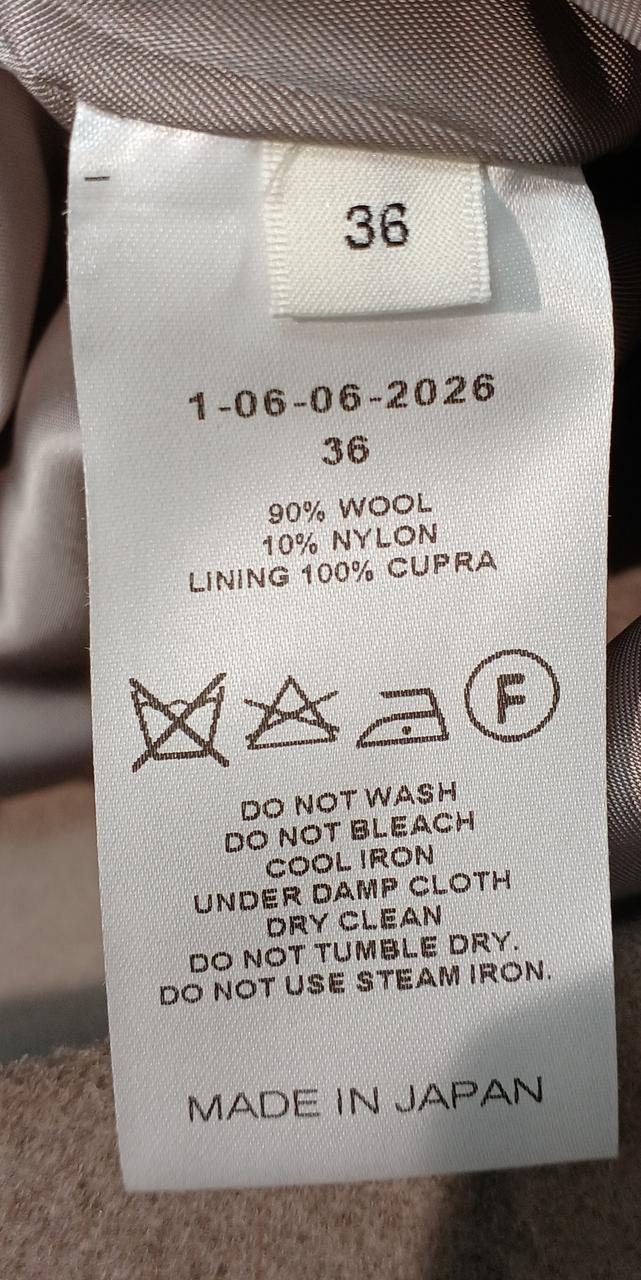 36
1-06-06-2026
36
90% WOOL
10% NYLON
LINING 100% CUPRA
F
DO NOT WASH
DO NOT BLEACH
COOL IRON
UNDER DAMP CLOTH
DRY CLEAN
DO NOT TUMBLE DRY.
DO NOT USE STEAM IRON.
MADE IN JAPAN